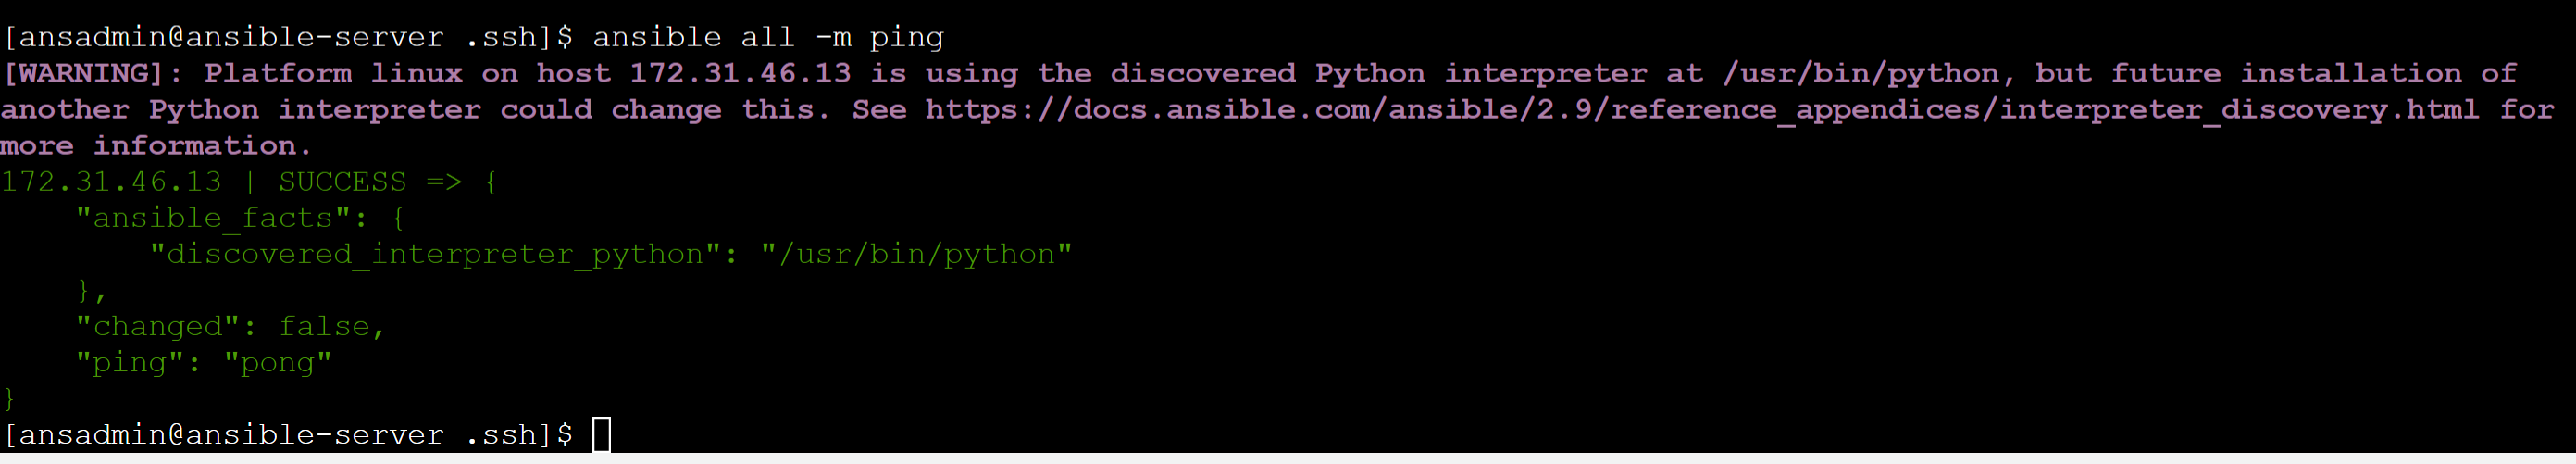 [ansadmin@ansible-server .ssh]$ ansible all -m ping
[WARNING]: Platform linux on host 172.31.46.13 is using the discovered Python interpreter at /usr/bin/python, but future installation of
another Python interpreter could change this. See https://docs.ansible.com/ansible/2.9/reference_appendices/interpreter_discovery.html for
more information.
172.31.46.13 | SUCCESS => {
    "ansible_facts": {
        "discovered_interpreter_python": "/usr/bin/python"
    },
    "changed": false,
    "ping": "pong"
}
[ansadmin@ansible-server .ssh]$